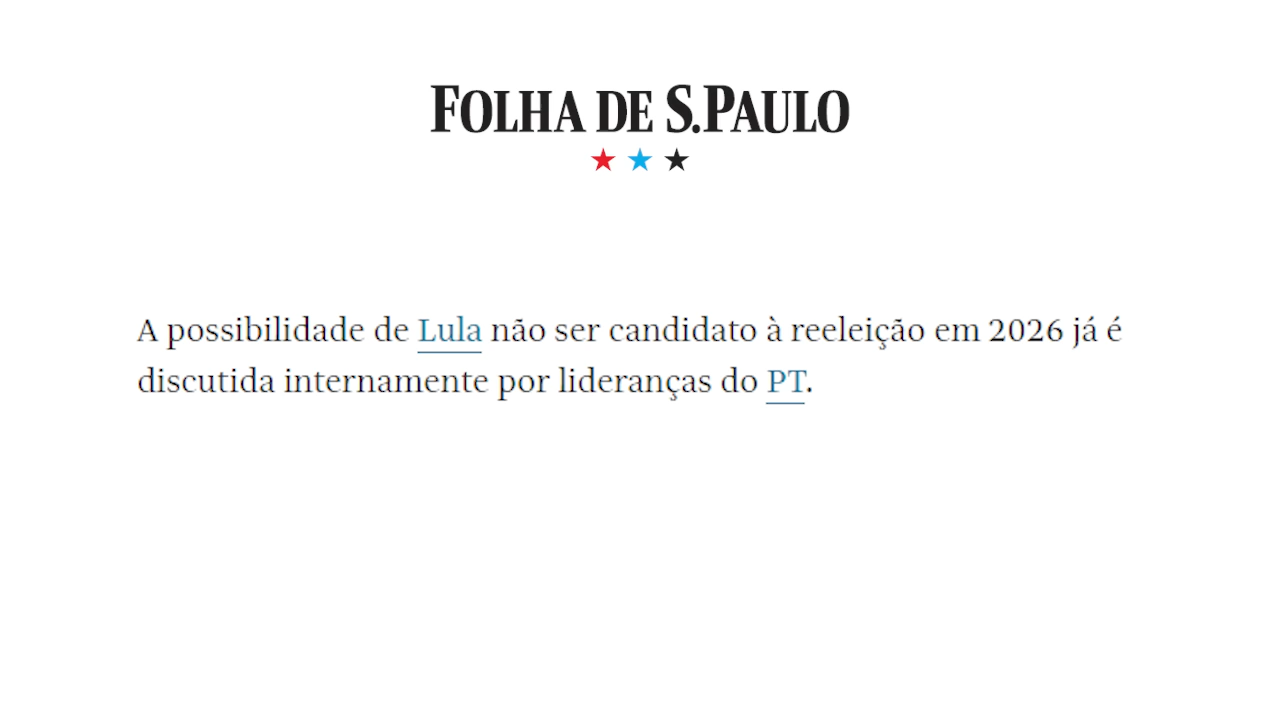 FOLHA DE S.PAULO
A possibilidade de Lula não ser candidato à reeleição em 2026 já é
discutida internamente por lideranças do PT.